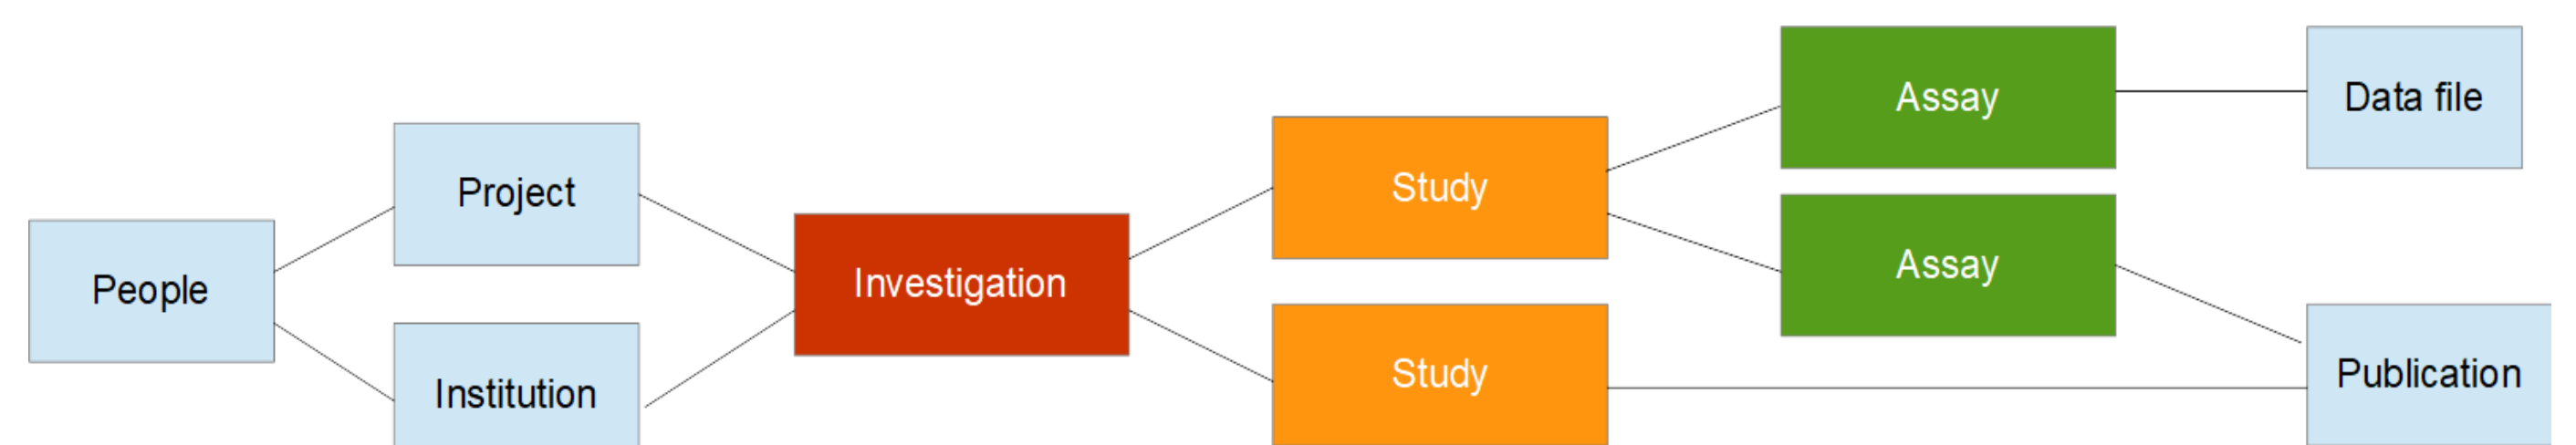 People
Project
Institution
Investigation
Study
Study
Assay
Assay
Data file
Publication